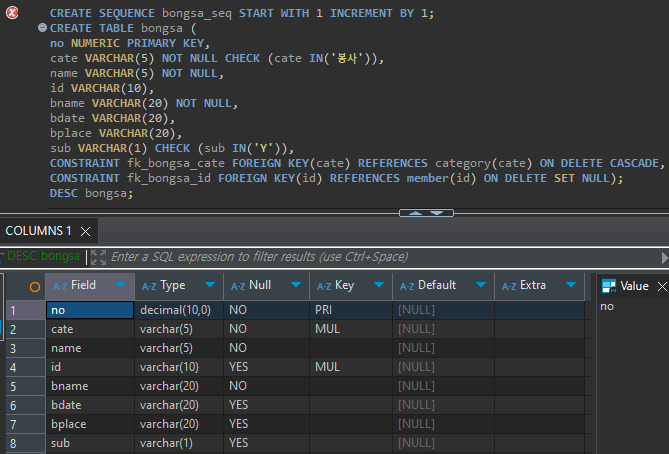 CREATE SEQUENCE bongsa_seq START WITH 1 INCREMENT BY 1;
CREATE TABLE bongsa (
no NUMERIC PRIMARY KEY,
cate VARCHAR(5) NOT NULL CHECK (cate IN('봉사')),
name VARCHAR(5) NOT NULL,
id VARCHAR(10),
bname VARCHAR(20) NOT NULL,
bdate VARCHAR(20),
bplace VARCHAR(20),
sub VARCHAR(1) CHECK (sub IN('Y')),
CONSTRAINT fk_bongsa_cate FOREIGN KEY(cate) REFERENCES category(cate) ON DELETE CASCADE,
CONSTRAINT fk_bongsa_id FOREIGN KEY(id) REFERENCES member(id) ON DELETE SET NULL);
DESC bongsa;
COLUMNS 1
DESC bongsa Enter a SQL expression to filter results (use Ctrl+Space)
A-Z Field A-Z Type A-Z Null A-Z Key A-Z Default A-Z Extra Value
1 no decimal(10,0) NO PRI [NULL] no
2 cate varchar(5) NO MUL [NULL]
3 name varchar(5) NO [NULL]
4 id varchar(10) YES MUL [NULL]
5 bname varchar(20) NO [NULL]
6 bdate varchar(20) YES [NULL]
7 bplace varchar(20) YES [NULL]
8 sub varchar(1) YES [NULL]